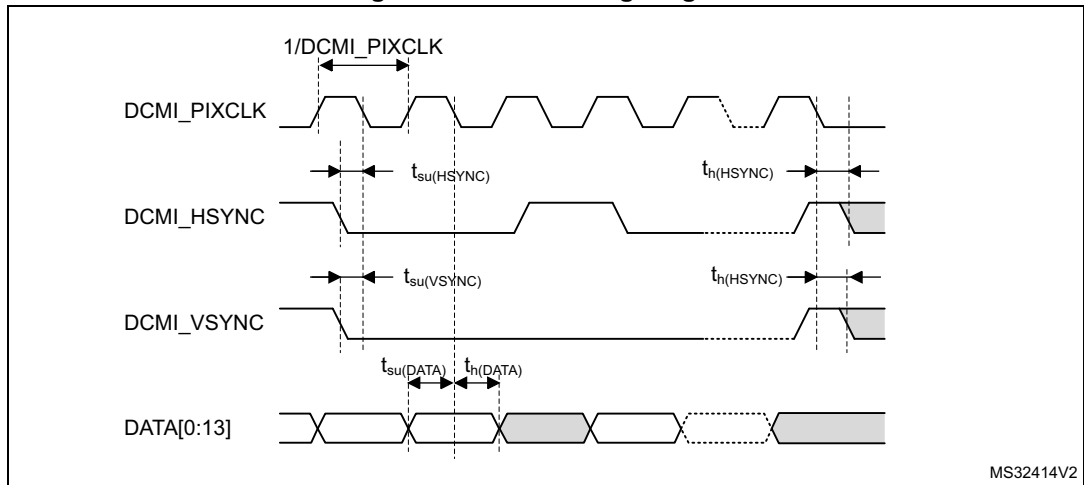 1/DCMI_PIXCLK
DCMI_PIXCLK
tsu(HSYNC)
th(HSYNC)
DCMI_HSYNC
tsu(VSYNC)
th(HSYNC)
DCMI_VSYNC
tsu(DATA)
th(DATA)
DATA[0:13]
MS32414V2